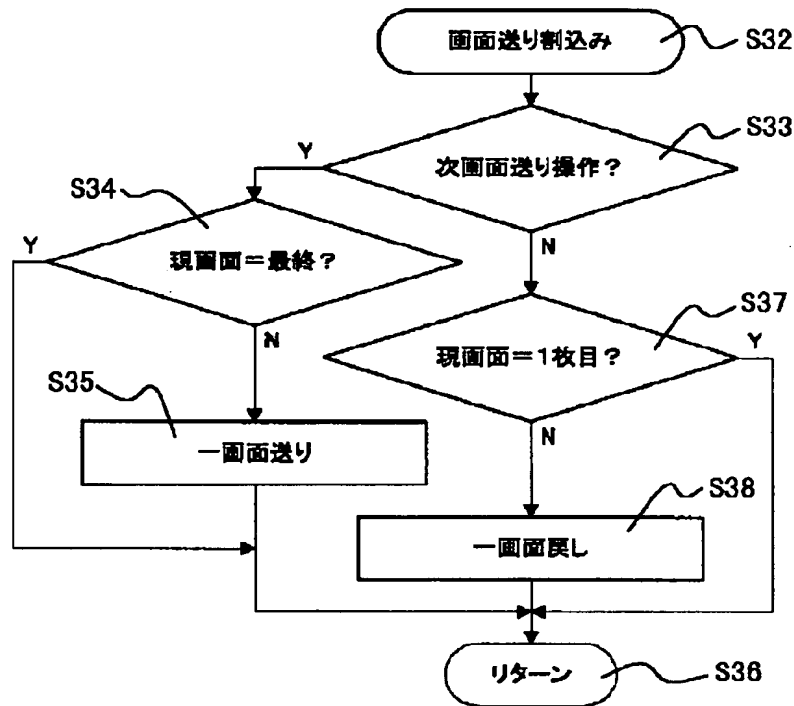 画面送り割込み
S32
S33
次画面送り操作？
Y
N
S34
現画面＝最終？
Y
N
S37
現画面＝1枚目？
Y
N
S35
一画面送り
S38
一画面戻し
リターン
S36